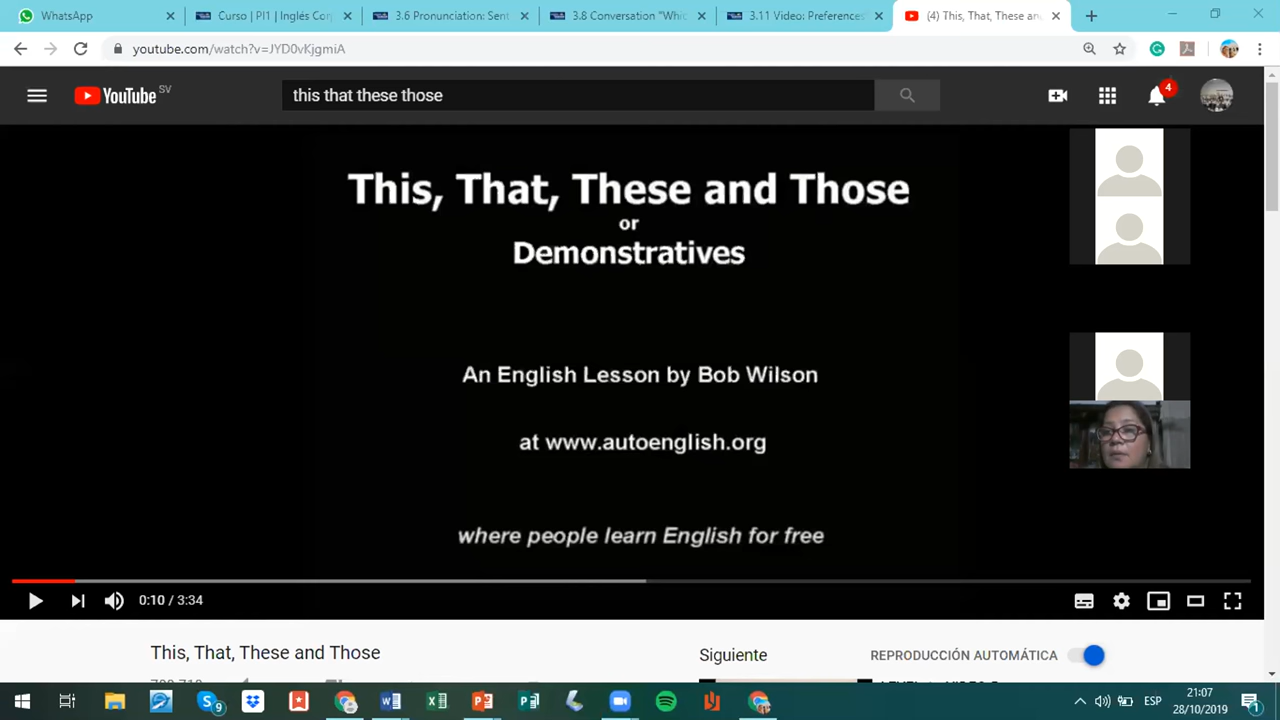 WhatsApp
Curso | PI1 | Inglés Cor
3.6 Pronunciation: Sent
3.8 Conversation "Whic
3.11 Video: Preferences
(4) This, That, These an
youtube.com/watch?v=JYD0vKjgmiA
YouTube SV
this that these those
4
This, That, These and Those
or
Demonstratives
An English Lesson by Bob Wilson
at www.autoenglish.org
where people learn English for free
0:10 / 3:34
This, That, These and Those
Siguiente
REPRODUCCIÓN AUTOMÁTICA
9
ESP
21:07
28/10/2019
1